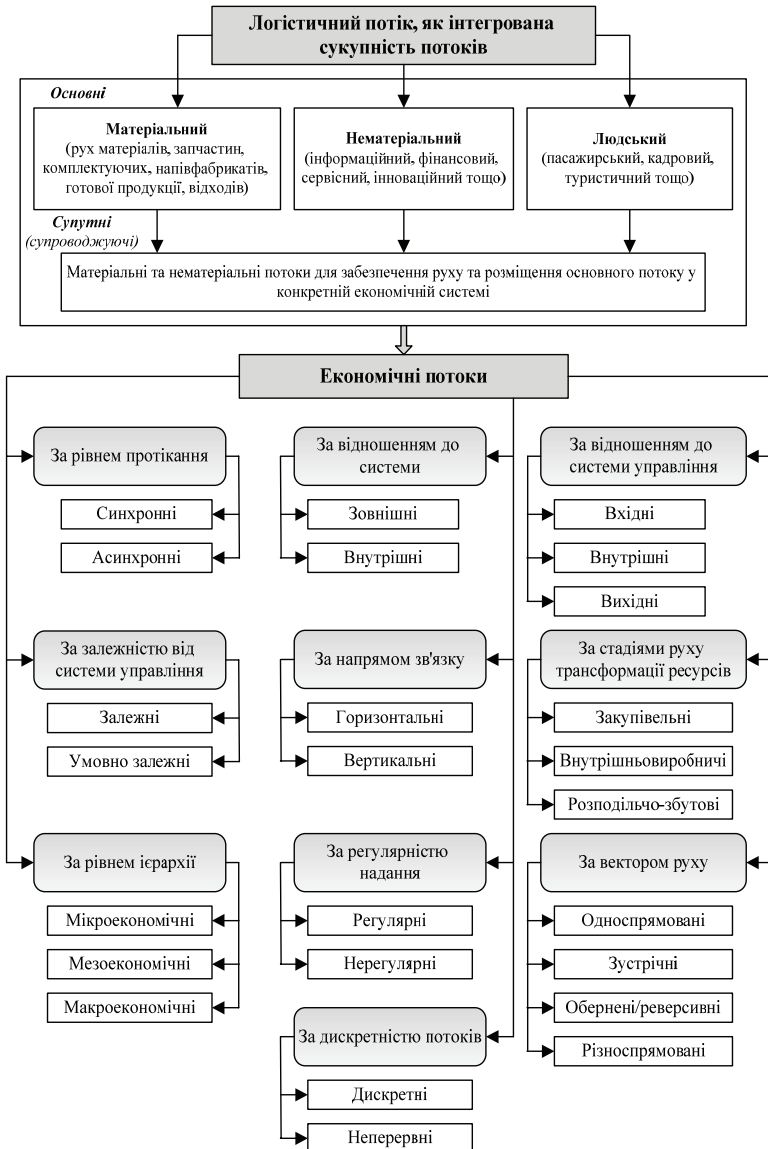 Логістичний потік, як інтегрована
сукупність потоків
Основні
Матеріальний
(рух матеріалів, запчастин,
комплектуючих, напівфабрикатів,
готової продукції, відходів)
Нематеріальний
(інформаційний, фінансовий,
сервісний, інноваційний тощо)
Людський
(пасажирський, кадровий,
туристичний тощо)
Супутні
(супроводжуючі)
Матеріальні та нематеріальні потоки для забезпечення руху та розміщення основного потоку у
конкретній економічній системі
Економічні потоки
За рівнем протікання
Синхронні
Асинхронні
За відношенням до
системи
Зовнішні
Внутрішні
За відношенням до
системи управління
Вхідні
Внутрішні
Вихідні
За залежністю від
системи управління
Залежні
Умовно залежні
За напрямом зв'язку
Горизонтальні
Вертикальні
За стадіями руху
трансформації ресурсів
Закупівельні
Внутрішньовиробничі
Розподільчо-збутові
За рівнем ієрархії
Мікроекономічні
Мезоекономічні
Макроекономічні
За регулярністю
надання
Регулярні
Нерегулярні
За вектором руху
Односпрямовані
Зустрічні
Обернені/реверсивні
Різноспрямовані
За дискретністю потоків
Дискретні
Неперервні